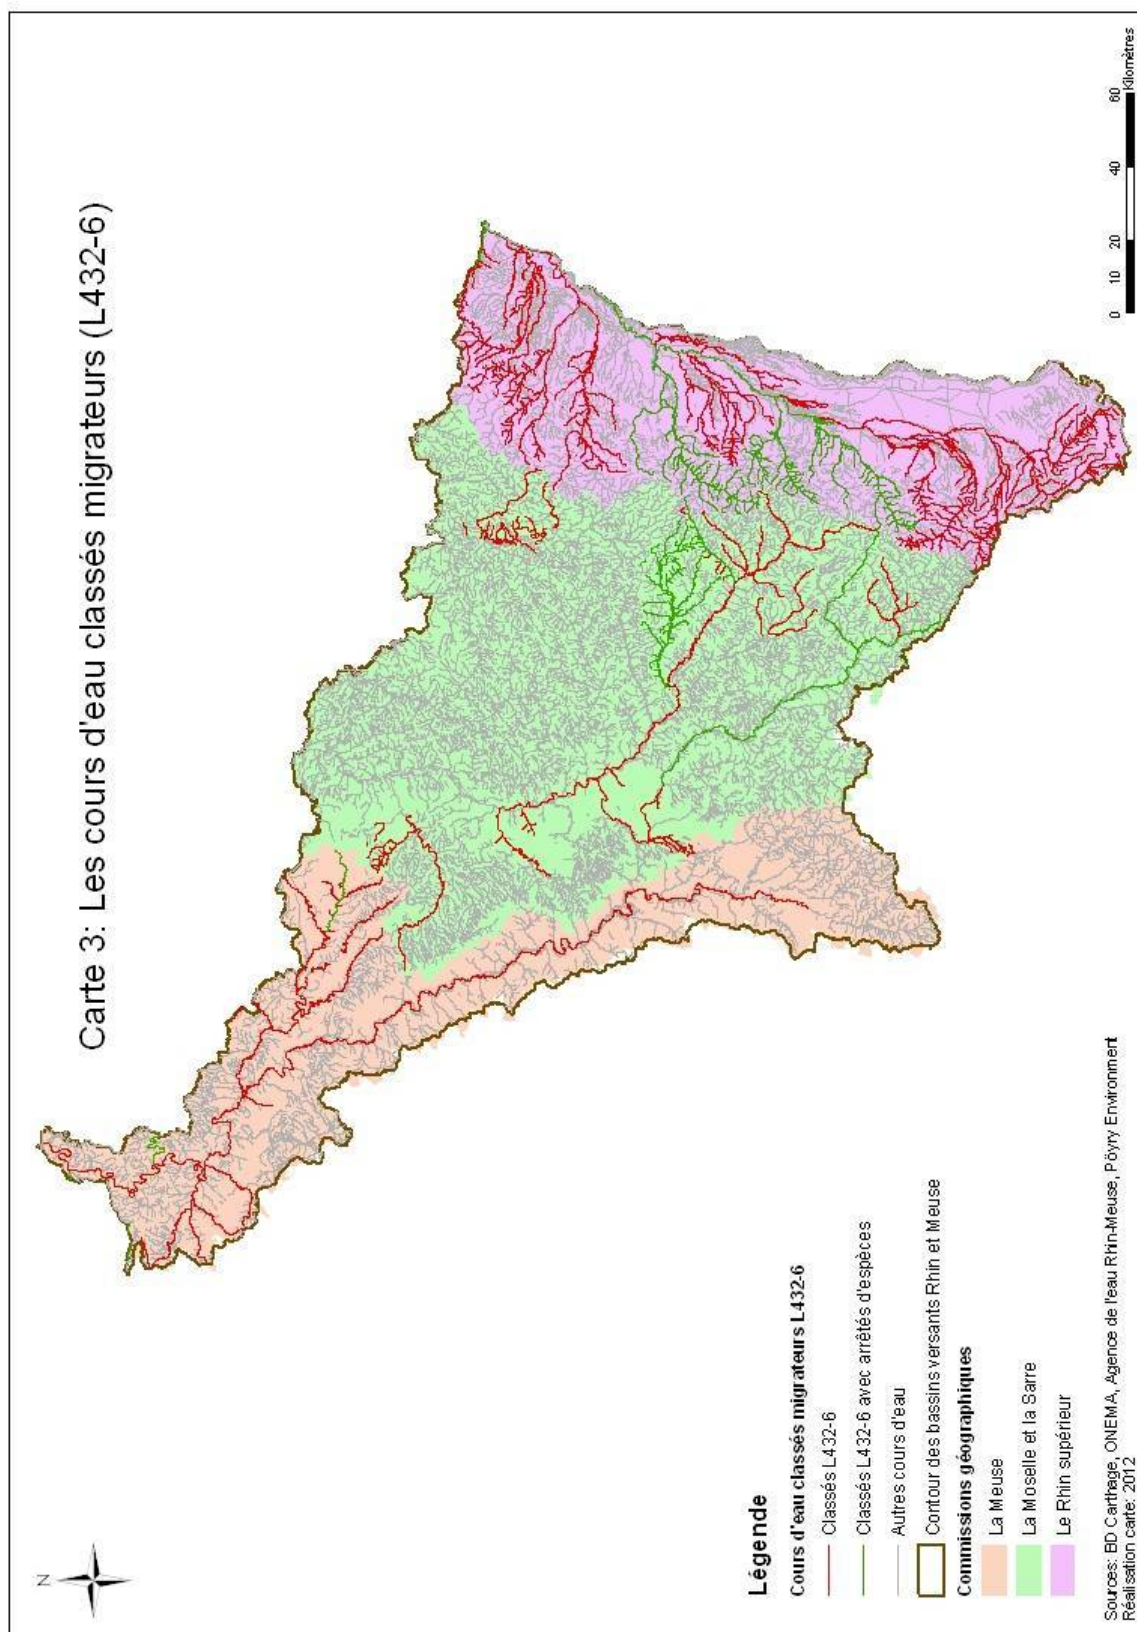 Carte 3: Les cours d'eau classés migrateurs (L432-6)
N
Légende
Cours d'eau classés migrateurs L432-6
Classés L432-6
Classés L432-6 avec arrêtés d'espèces
Autres cours d'eau
Contour des bassins versants Rhin et Meuse
Commissions géographiques
La Meuse
La Moselle et la Sarre
Le Rhin supérieur
Sources: BD Carthage, ONEMA, Agence de l'eau Rhin-Meuse, Pöyry Environment
Réalisation carte: 2012
0 10 20 40 60
Kilomètres